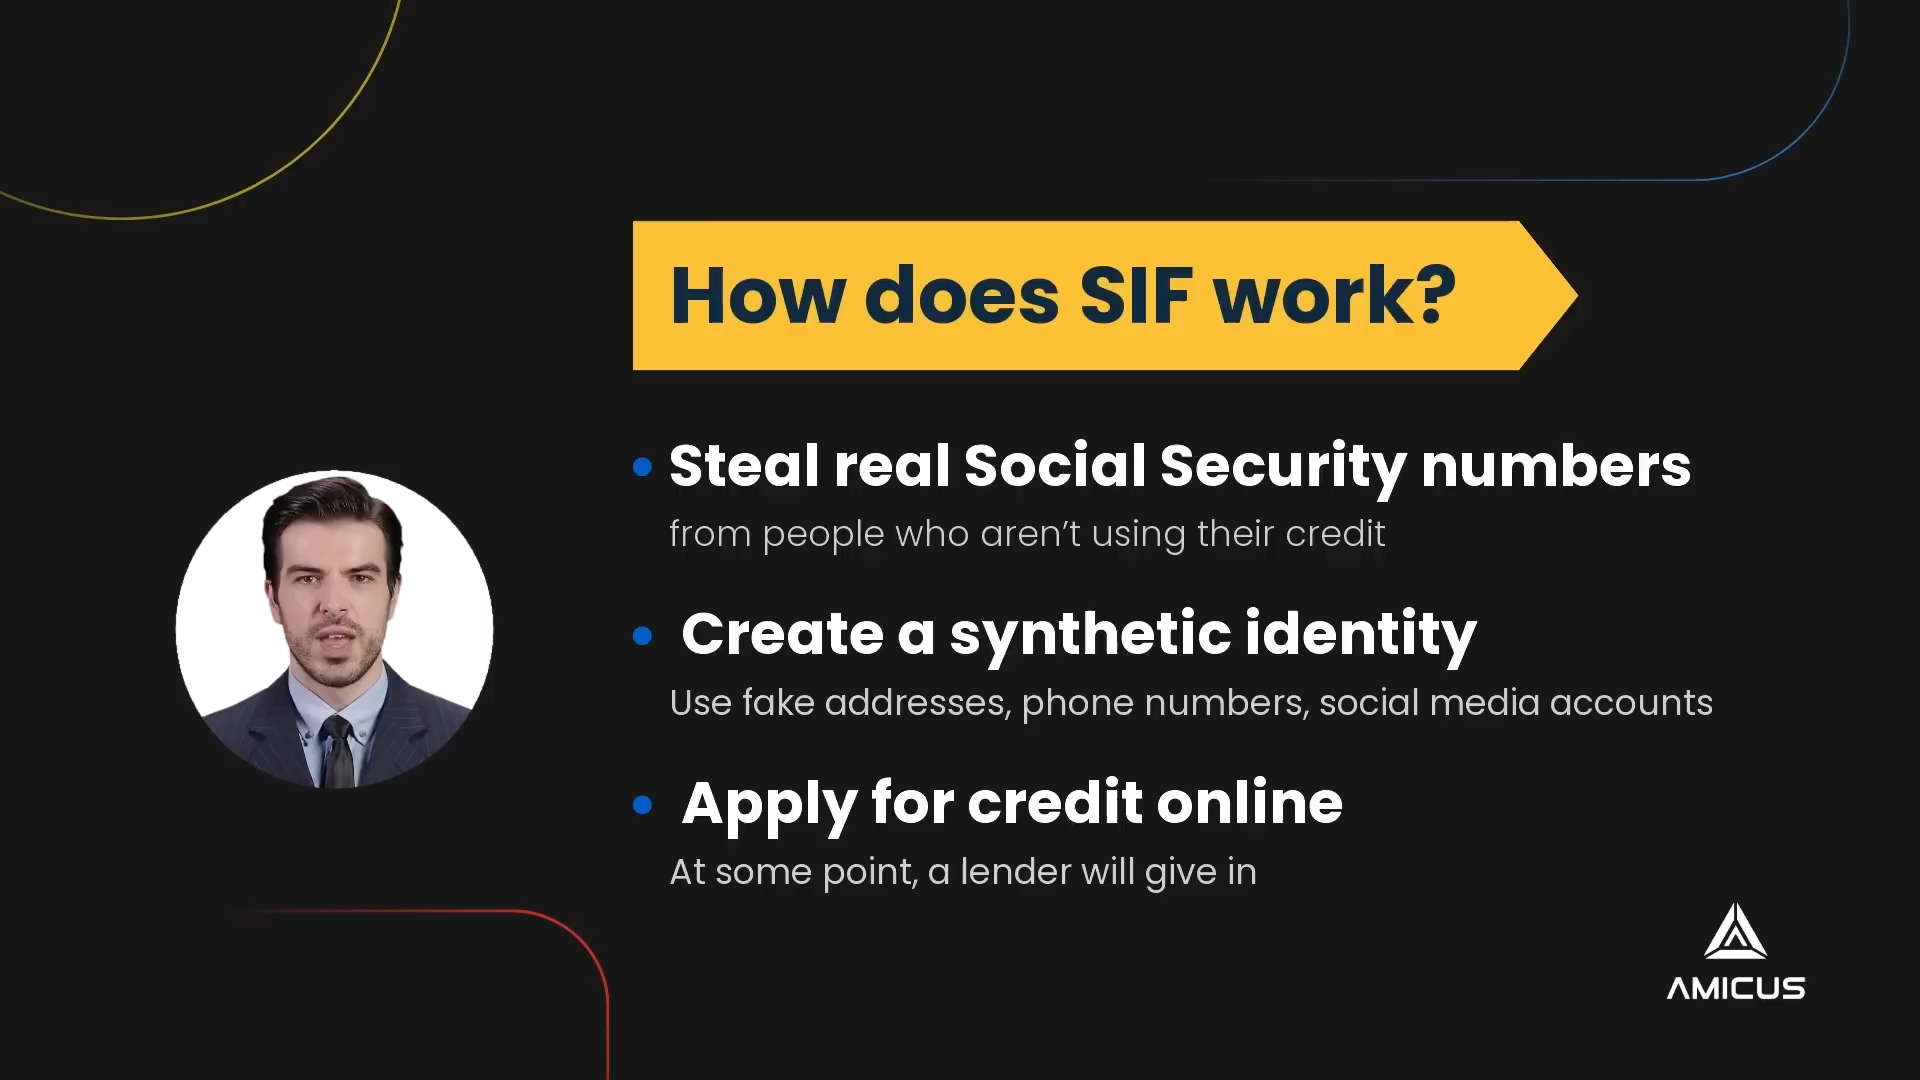 How does SIF work?
Steal real Social Security numbers
from people who aren’t using their credit
Create a synthetic identity
Use fake addresses, phone numbers, social media accounts
Apply for credit online
At some point, a lender will give in
AMICUS